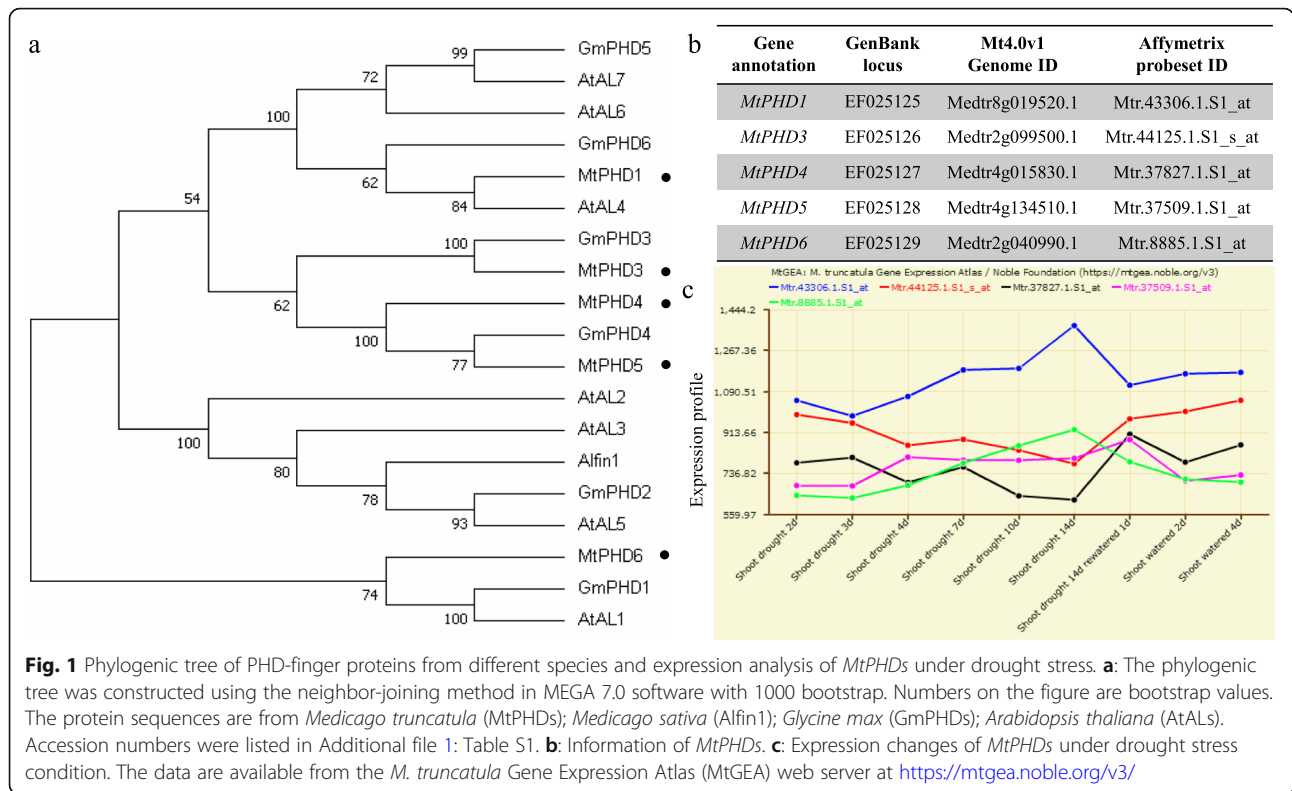 a
99
72
100
62
84
54
100
62
100
77
100
80
78
93
74
100
GmPHD5
AtAL7
AtAL6
GmPHD6
MtPHD1
AtAL4
GmPHD3
MtPHD3
MtPHD4
GmPHD4
MtPHD5
AtAL2
AtAL3
Alfin1
GmPHD2
AtAL5
MtPHD6
GmPHD1
AtAL1
b
Gene annotation GenBank locus Mt4.0v1 Genome ID Affymetrix probeset ID
MtPHD1 EF025125 Medtr8g019520.1 Mtr.43306.1.S1_at
MtPHD3 EF025126 Medtr2g099500.1 Mtr.44125.1.S1_s_at
MtPHD4 EF025127 Medtr4g015830.1 Mtr.37827.1.S1_at
MtPHD5 EF025128 Medtr4g134510.1 Mtr.37509.1.S1_at
MtPHD6 EF025129 Medtr2g040990.1 Mtr.8885.1.S1_at
c
MtGEA: M. truncatula Gene Expression Atlas / Noble Foundation (https://mtgea.noble.org/v3)
Mtr.43306.1.S1_at Mtr.44125.1.S1_s_at Mtr.37827.1.S1_at Mtr.37509.1.S1_at
Mtr.8885.1.S1_at
Expression profile
1,444.2
1,267.36
1,090.51
913.66
736.82
559.97
Shoot drought 2d
Shoot drought 3d
Shoot drought 4d
Shoot drought 7d
Shoot drought 10d
Shoot drought 14d
Shoot drought 14d rewatered 1d
Shoot watered 2d
Shoot watered 4d
Fig. 1 Phylogenic tree of PHD-finger proteins from different species and expression analysis of MtPHDs under drought stress. a: The phylogenic
tree was constructed using the neighbor-joining method in MEGA 7.0 software with 1000 bootstrap. Numbers on the figure are bootstrap values.
The protein sequences are from Medicago truncatula (MtPHDs); Medicago sativa (Alfin1); Glycine max (GmPHDs); Arabidopsis thaliana (AtALs).
Accession numbers were listed in Additional file 1: Table S1. b: Information of MtPHDs. c: Expression changes of MtPHDs under drought stress
condition. The data are available from the M. truncatula Gene Expression Atlas (MtGEA) web server at https://mtgea.noble.org/v3/